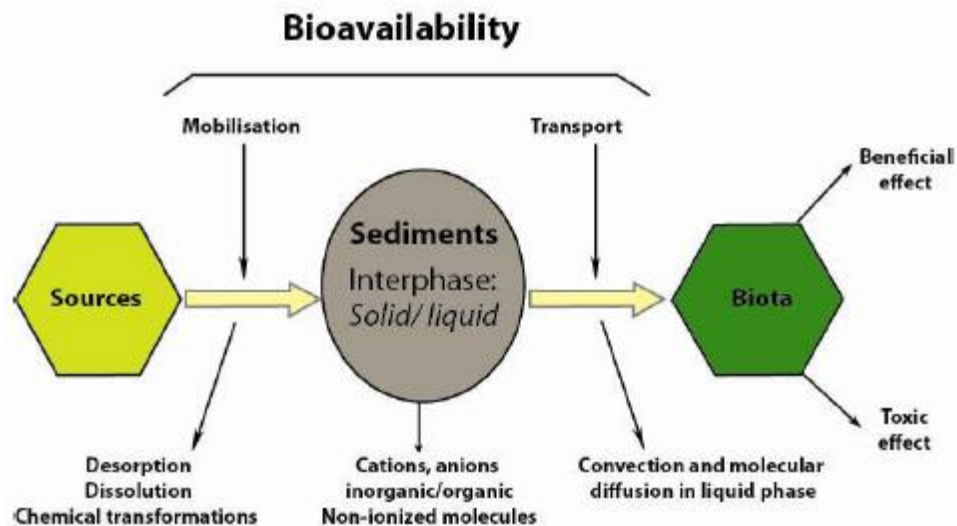 Bioavailability
Mobilisation
Transport
Beneficial
effect
Sources
Sediments
Interphase:
Solid/ liquid
Biota
Toxic
effect
Desorption
Dissolution
Chemical transformations
Cations, anions
inorganic/organic
Non-ionized molecules
Convection and molecular
diffusion in liquid phase